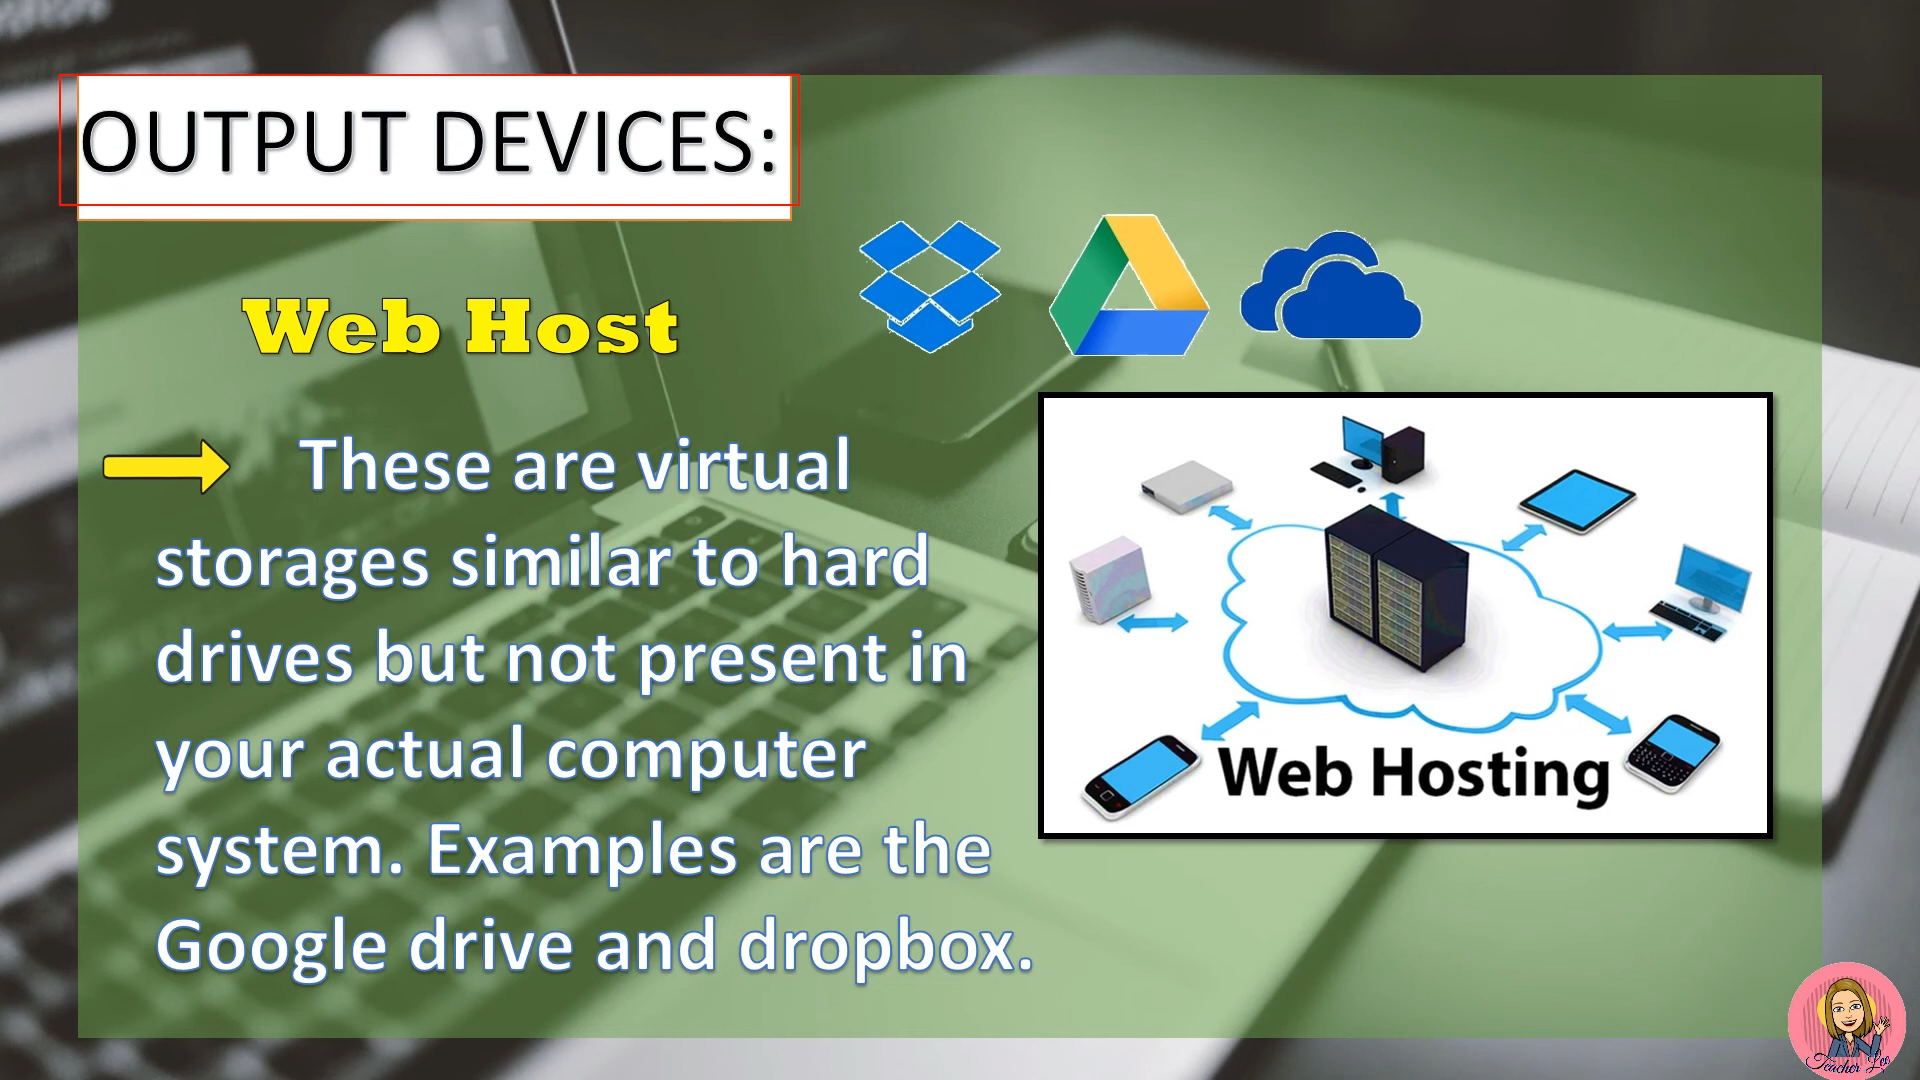 OUTPUT DEVICES:
Web Host
These are virtual
storages similar to hard
drives but not present in
your actual computer
system. Examples are the
Google drive and dropbox.
Web Hosting
Teacher